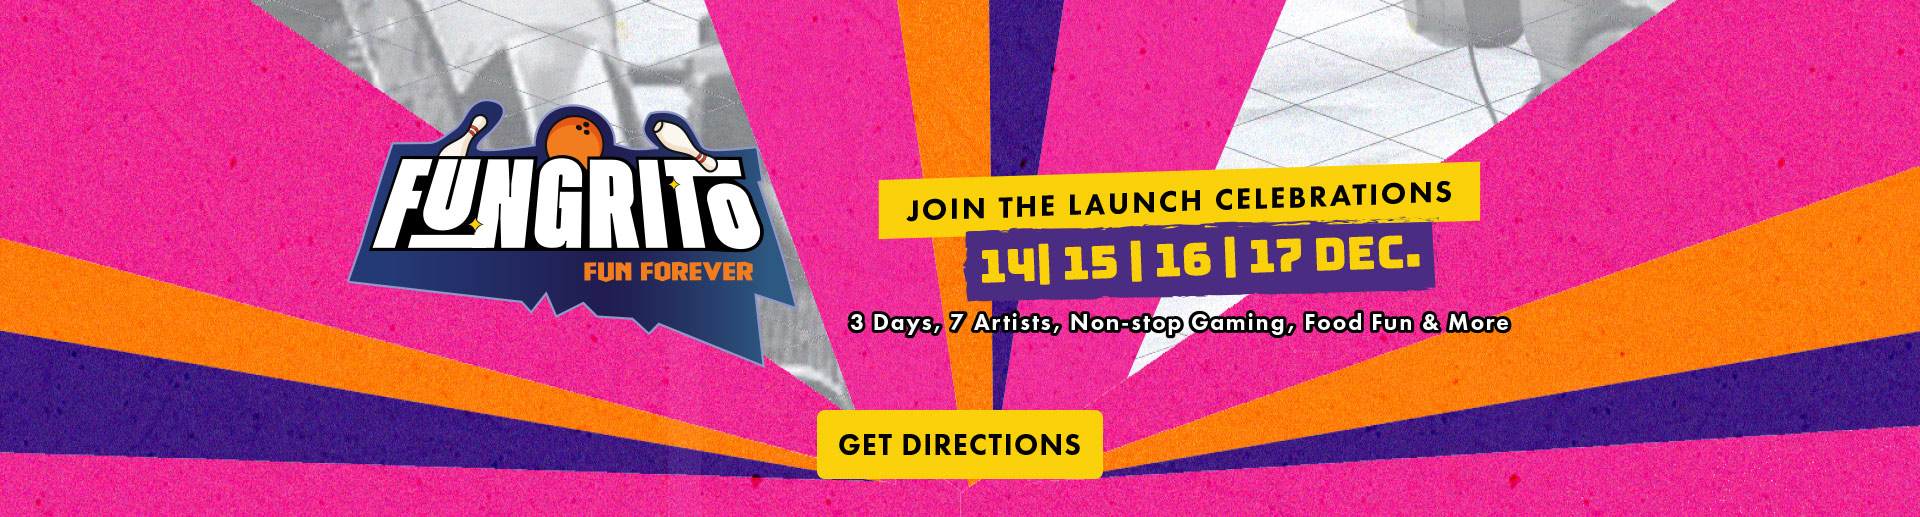 FUNGRITO
FUN FOREVER
JOIN THE LAUNCH CELEBRATIONS
14| 15 | 16 | 17 DEC.
3 Days, 7 Artists, Non-stop Gaming, Food Fun & More
GET DIRECTIONS